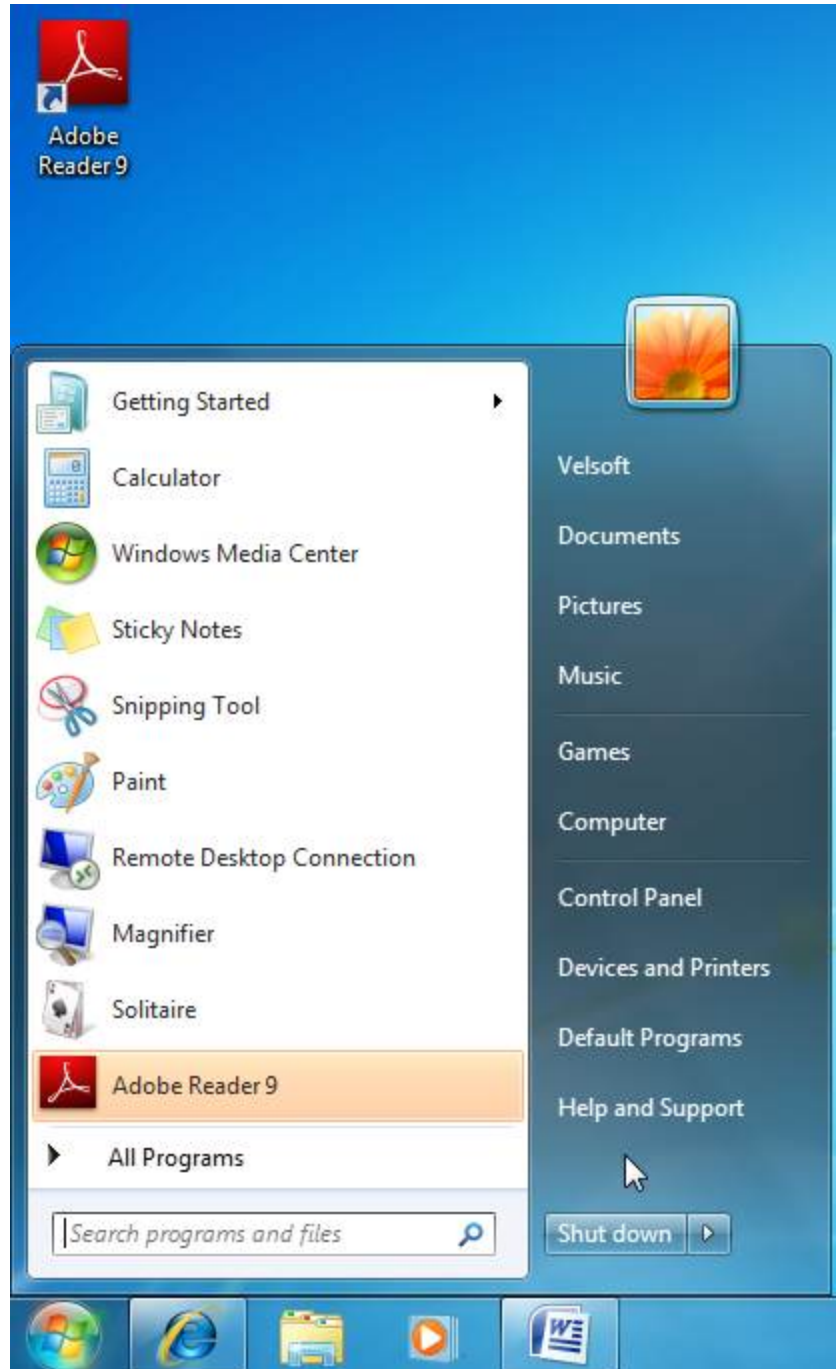 Adobe
Reader 9
Getting Started
Calculator
Windows Media Center
Sticky Notes
Snipping Tool
Paint
Remote Desktop Connection
Magnifier
Solitaire
Adobe Reader 9
All Programs
Search programs and files
Velsoft
Documents
Pictures
Music
Games
Computer
Control Panel
Devices and Printers
Default Programs
Help and Support
Shut down